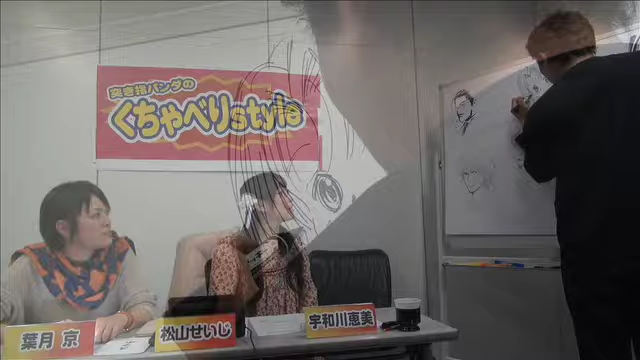 突き指パンダの
くちゃべりstyle
葉月 京
松山せいじ
宇和川恵美